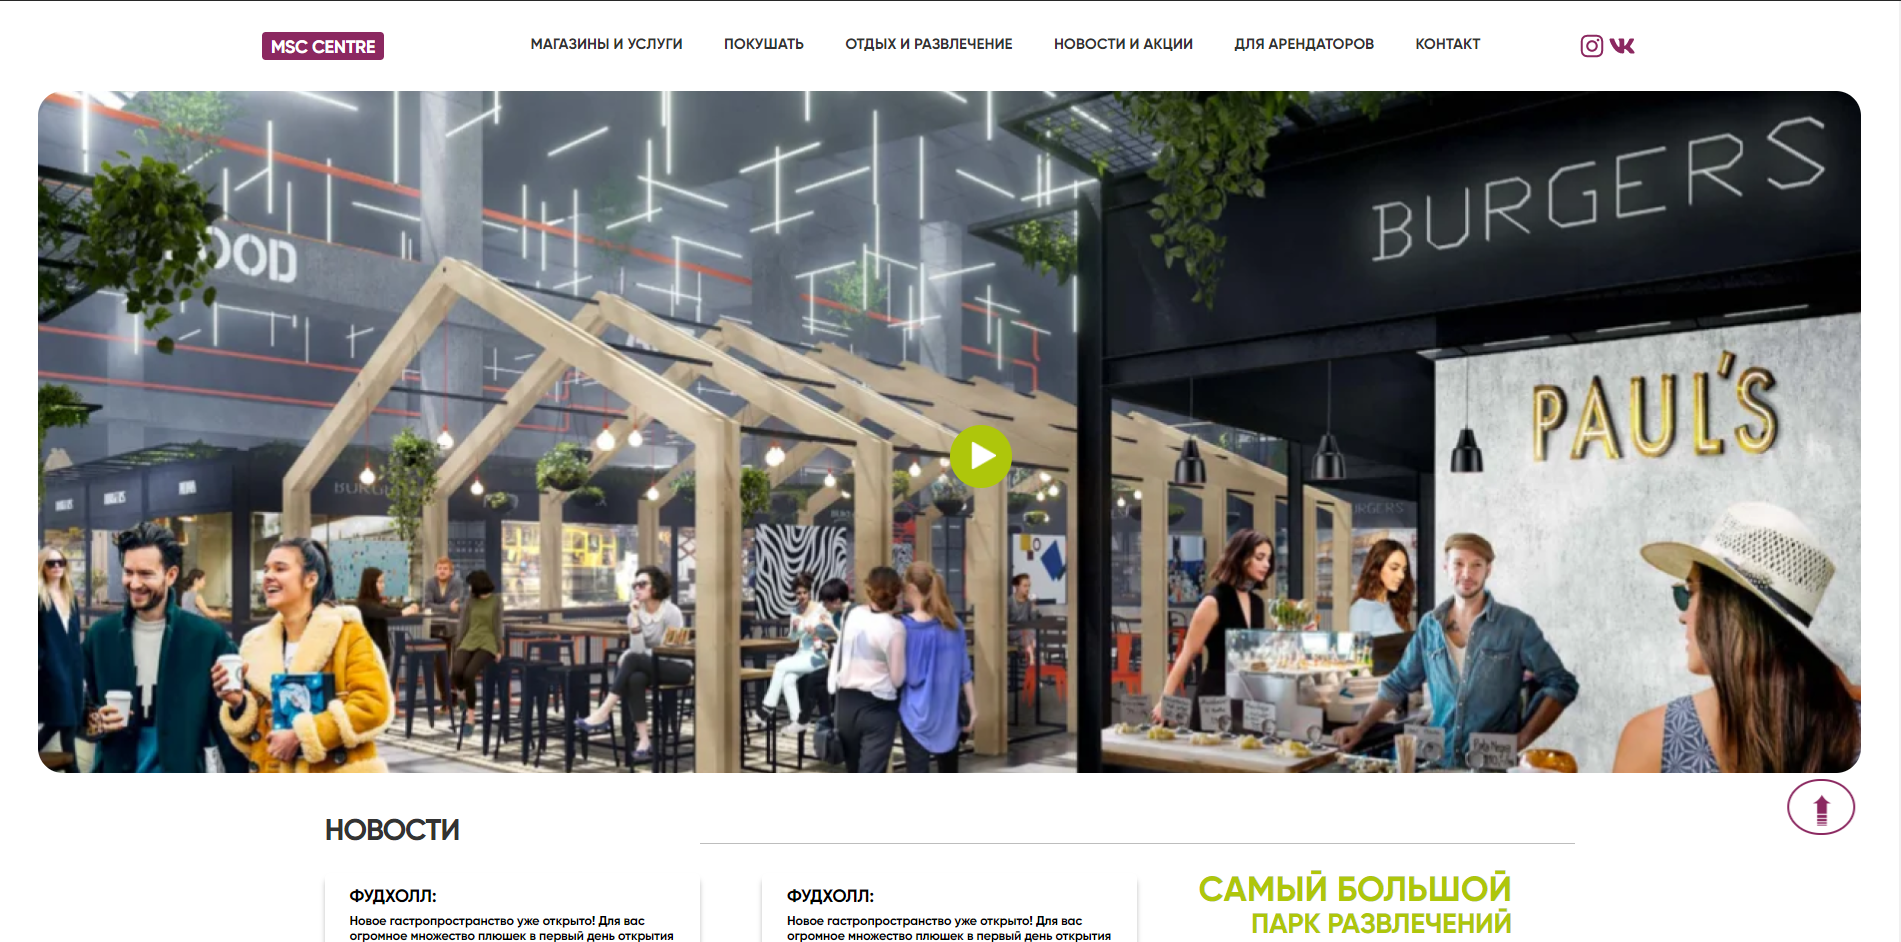 MSC CENTRE
МАГАЗИНЫ И УСЛУГИ
ПОКУШАТЬ
ОТДЫХ И РАЗВЛЕЧЕНИЕ
НОВОСТИ И АКЦИИ
ДЛЯ АРЕНДАТОРОВ
КОНТАКТ
BURGERS
OOD
PAUL'S
BURGERS
НОВОСТИ
ФУДХОЛЛ:
Новое гастропространство уже открыто! Для вас
огромное множество плюшек в первый день открытия
ФУДХОЛЛ:
Новое гастропространство уже открыто! Для вас
огромное множество плюшек в первый день открытия
САМЫЙ БОЛЬШОЙ
ПАРК РАЗВЛЕЧЕНИЙ